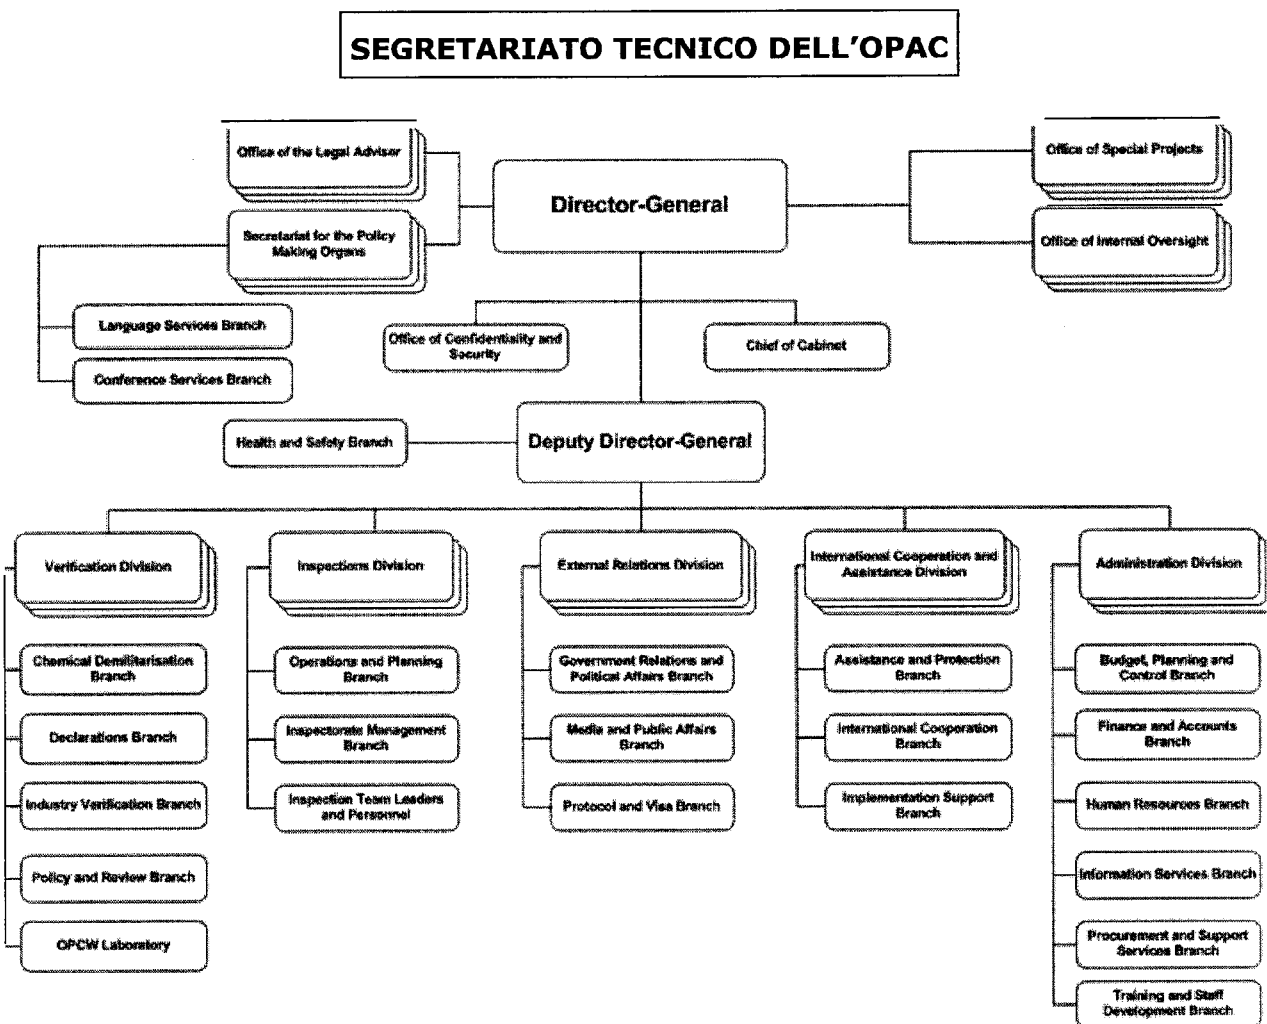 SEGRETARIATO TECNICO DELL'OPAC
Office of the Legal Advisor
Office of Special Projects
Director-General
Secretariat for the Policy
Making Organs
Office of Internal Oversight
Language Services Branch
Office of Confidentiality and
Security
Chief of Cabinet
Conference Services Branch
Health and Safety Branch
Deputy Director-General
Verification Division
Inspections Division
External Relations Division
International Cooperation and
Assistance Division
Administration Division
Chemical Demilitarisation
Branch
Declarations Branch
Industry Verification Branch
Policy and Review Branch
OPCW Laboratory
Operations and Planning
Branch
Inspectorate Management
Branch
Inspection Team Leaders
and Personnel
Government Relations and
Political Affairs Branch
Media and Public Affairs
Branch
Protocol and Visa Branch
Assistance and Protection
Branch
International Cooperation
Branch
Implementation Support
Branch
Budget, Planning and
Control Branch
Finance and Accounts
Branch
Human Resources Branch
Information Services Branch
Procurement and Support
Services Branch
Training and Staff
Development Branch